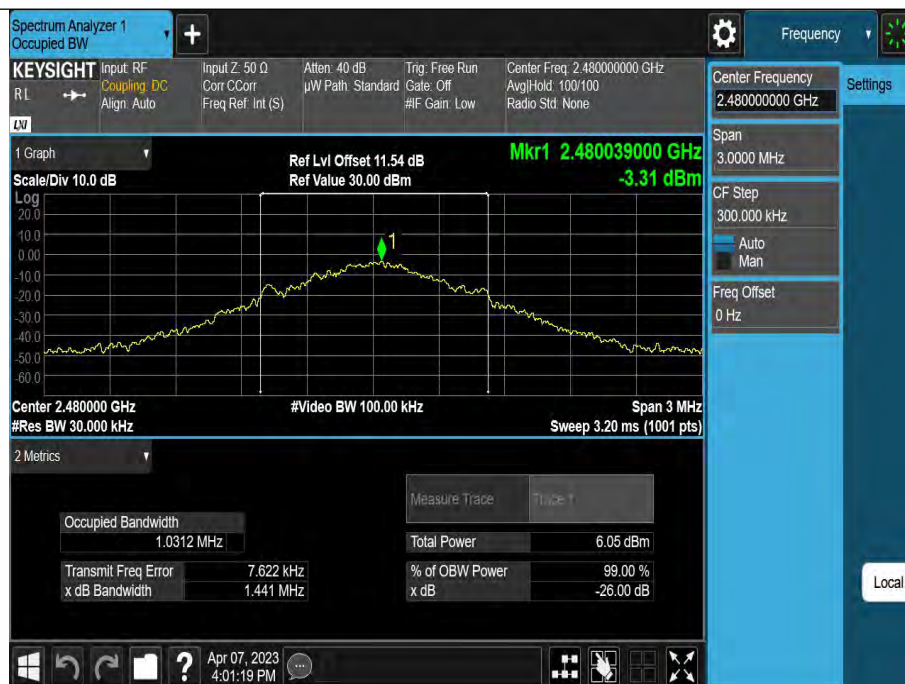 Spectrum Analyzer 1
Occupied BW
Frequency
KEYSIGHT
R L
LXI
Input: RF
Coupling: DC
Align: Auto
Input Z: 50 Ω
Corr CCorr
Freq Ref: Int (S)
Atten: 40 dB
µW Path: Standard
Trig: Free Run
Gate: Off
#IF Gain: Low
Center Freq: 2.480000000 GHz
Avg|Hold: 100/100
Radio Std: None
Center Frequency
2.480000000 GHz
Settings
Span
3.0000 MHz
CF Step
300.000 kHz
Auto
Man
Freq Offset
0 Hz
Local
1 Graph
Scale/Div 10.0 dB
Ref Lvl Offset 11.54 dB
Ref Value 30.00 dBm
Mkr1 2.480039000 GHz
-3.31 dBm
Log
20.0
10.0
0.00
-10.0
-20.0
-30.0
-40.0
-50.0
-60.0
1
Center 2.480000 GHz
#Video BW 100.00 kHz
Span 3 MHz
#Res BW 30.000 kHz
Sweep 3.20 ms (1001 pts)
2 Metrics
Measure Trace
Trace 1
Occupied Bandwidth
1.0312 MHz
Total Power
6.05 dBm
Transmit Freq Error
7.622 kHz
% of OBW Power
99.00 %
x dB Bandwidth
1.441 MHz
x dB
-26.00 dB
Apr 07, 2023
4:01:19 PM